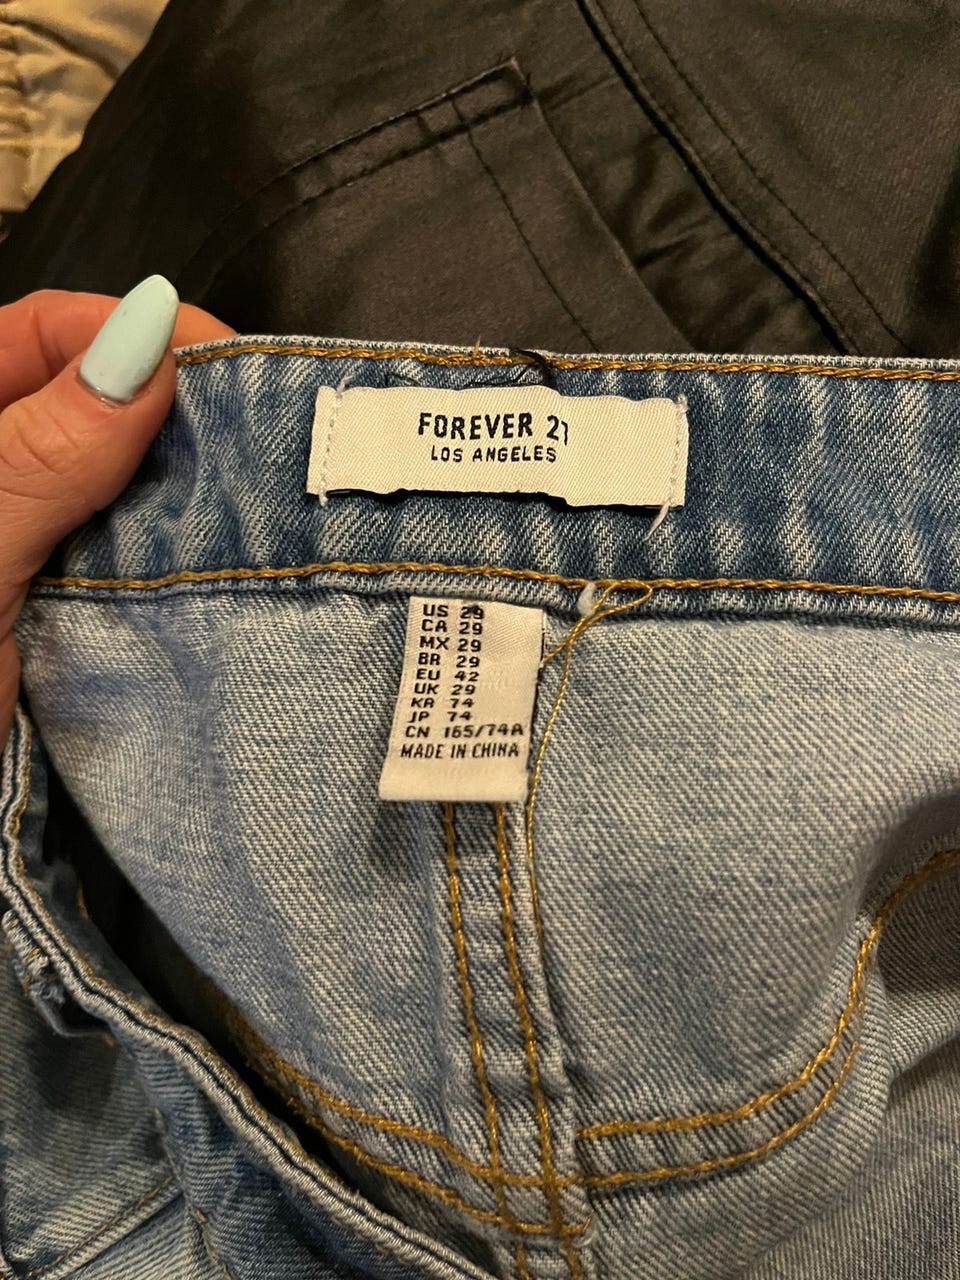 FOREVER 21
LOS ANGELES
US 29
CA 29
MX 29
BR 29
EU 42
UK 29
KR 74
JP 74
CN 165/74A
MADE IN CHINA